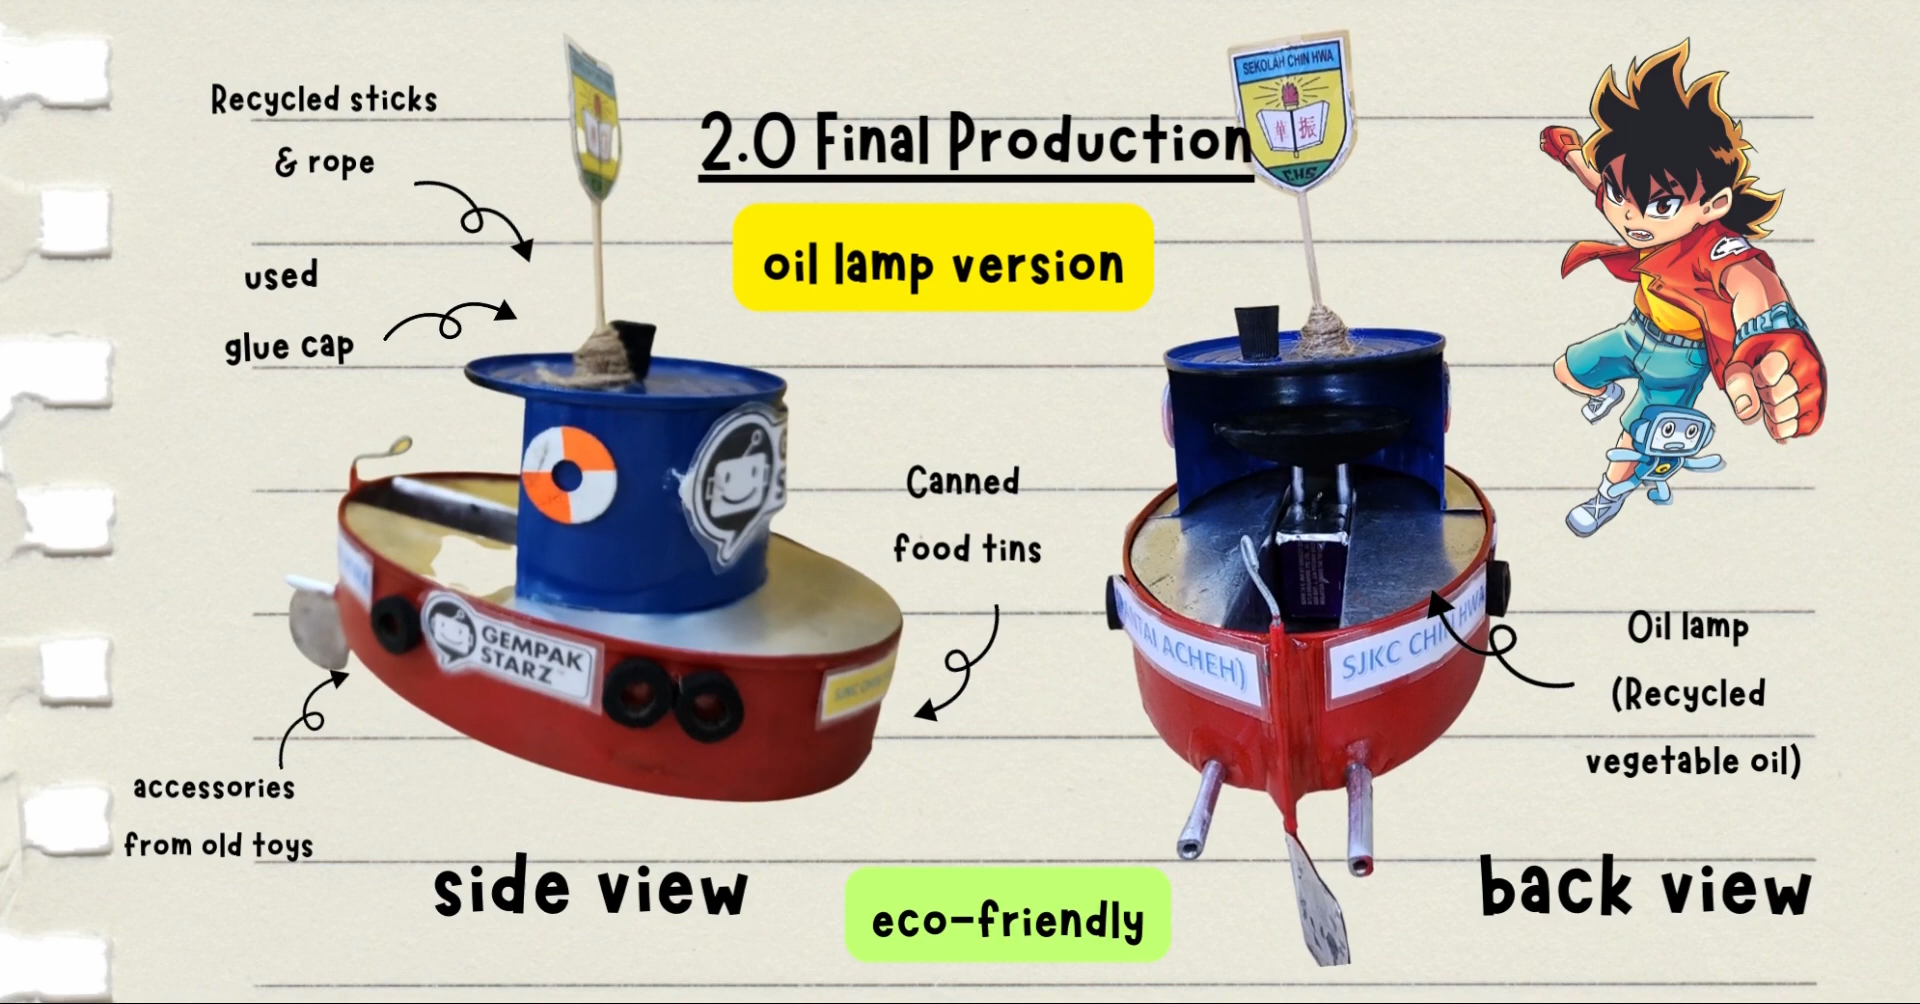 Recycled sticks
& rope
used
glue cap
2.0 Final Production
oil lamp version
SEKOLAH CHIN HWA
華 振
CHS
Canned
food tins
GEMPAK
STARZ
accessories
from old toys
side view
eco-friendly
ACHEH)
SJKC CHIN HWA
Oil lamp
(Recycled
vegetable oil)
back view